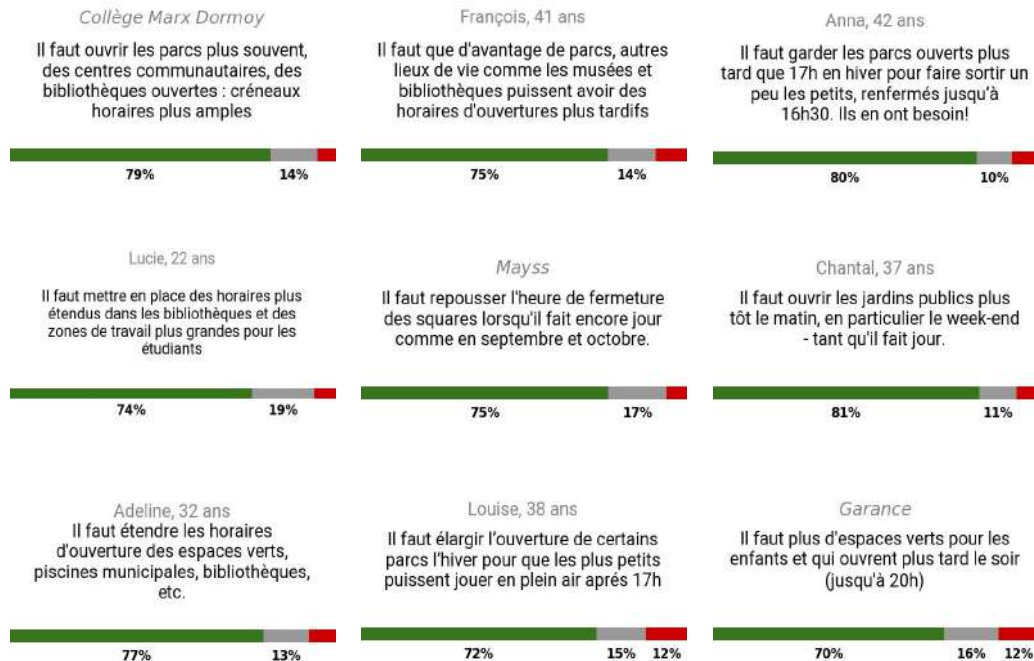 Collège Marx Dormoy
Il faut ouvrir les parcs plus souvent,
des centres communautaires, des
bibliothèques ouvertes : créneaux
horaires plus amples
79%
14%
François, 41 ans
Il faut que d'avantage de parcs, autres
lieux de vie comme les musées et
bibliothèques puissent avoir des
horaires d'ouvertures plus tardifs
75%
14%
Anna, 42 ans
Il faut garder les parcs ouverts plus
tard que 17h en hiver pour faire sortir un
peu les petits, renfermés jusqu'à
16h30. Ils en ont besoin!
80%
10%
Lucie, 22 ans
Il faut mettre en place des horaires plus
étendus dans les bibliothèques et des
zones de travail plus grandes pour les
étudiants
74%
19%
Mayss
Il faut repousser l'heure de fermeture
des squares lorsqu'il fait encore jour
comme en septembre et octobre.
75%
17%
Chantal, 37 ans
Il faut ouvrir les jardins publics plus
tôt le matin, en particulier le week-end
- tant qu'il fait jour.
81%
11%
Adeline, 32 ans
Il faut étendre les horaires
d'ouverture des espaces verts,
piscines municipales, bibliothèques,
etc.
77%
13%
Louise, 38 ans
Il faut élargir l'ouverture de certains
parcs l'hiver pour que les plus petits
puissent jouer en plein air aprés 17h
72%
15%
12%
Garance
Il faut plus d'espaces verts pour les
enfants et qui ouvrent plus tard le soir
(jusqu'à 20h)
70%
16%
12%